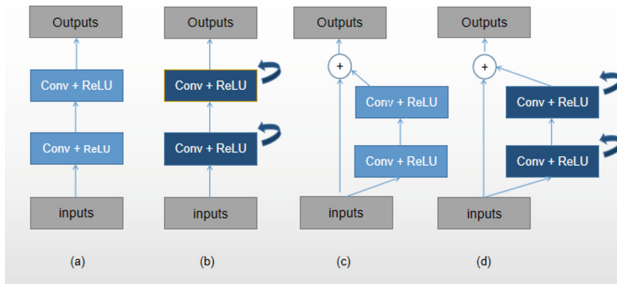 Outputs
Outputs
Outputs
Outputs
+
+
Conv + ReLU
Conv + ReLU
Conv + ReLU
Conv + ReLU
Conv + ReLU
Conv + ReLU
Conv + ReLU
Conv + ReLU
inputs
inputs
inputs
inputs
(a)
(b)
(c)
(d)